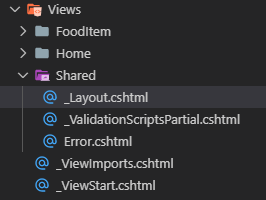 Views
FoodItem
Home
Shared
_Layout.cshtml
_ValidationScriptsPartial.cshtml
Error.cshtml
_ViewImports.cshtml
_ViewStart.cshtml